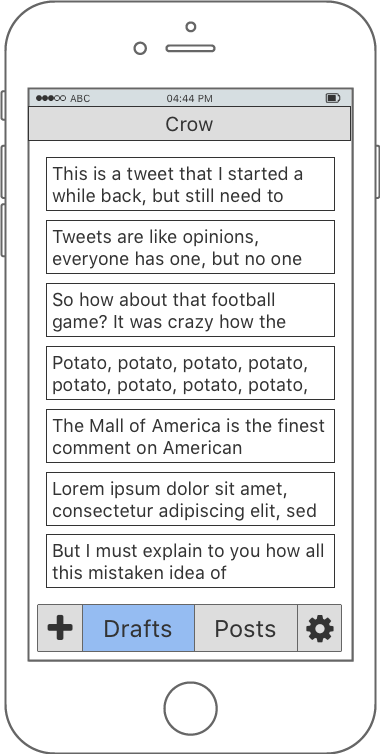 ABC 04:44 PM
Crow
This is a tweet that I started a
while back, but still need to
Tweets are like opinions,
everyone has one, but no one
So how about that football
game? It was crazy how the
Potato, potato, potato, potato,
potato, potato, potato, potato,
The Mall of America is the finest
comment on American
Lorem ipsum dolor sit amet,
consectetur adipiscing elit, sed
But I must explain to you how all
this mistaken idea of
Drafts Posts